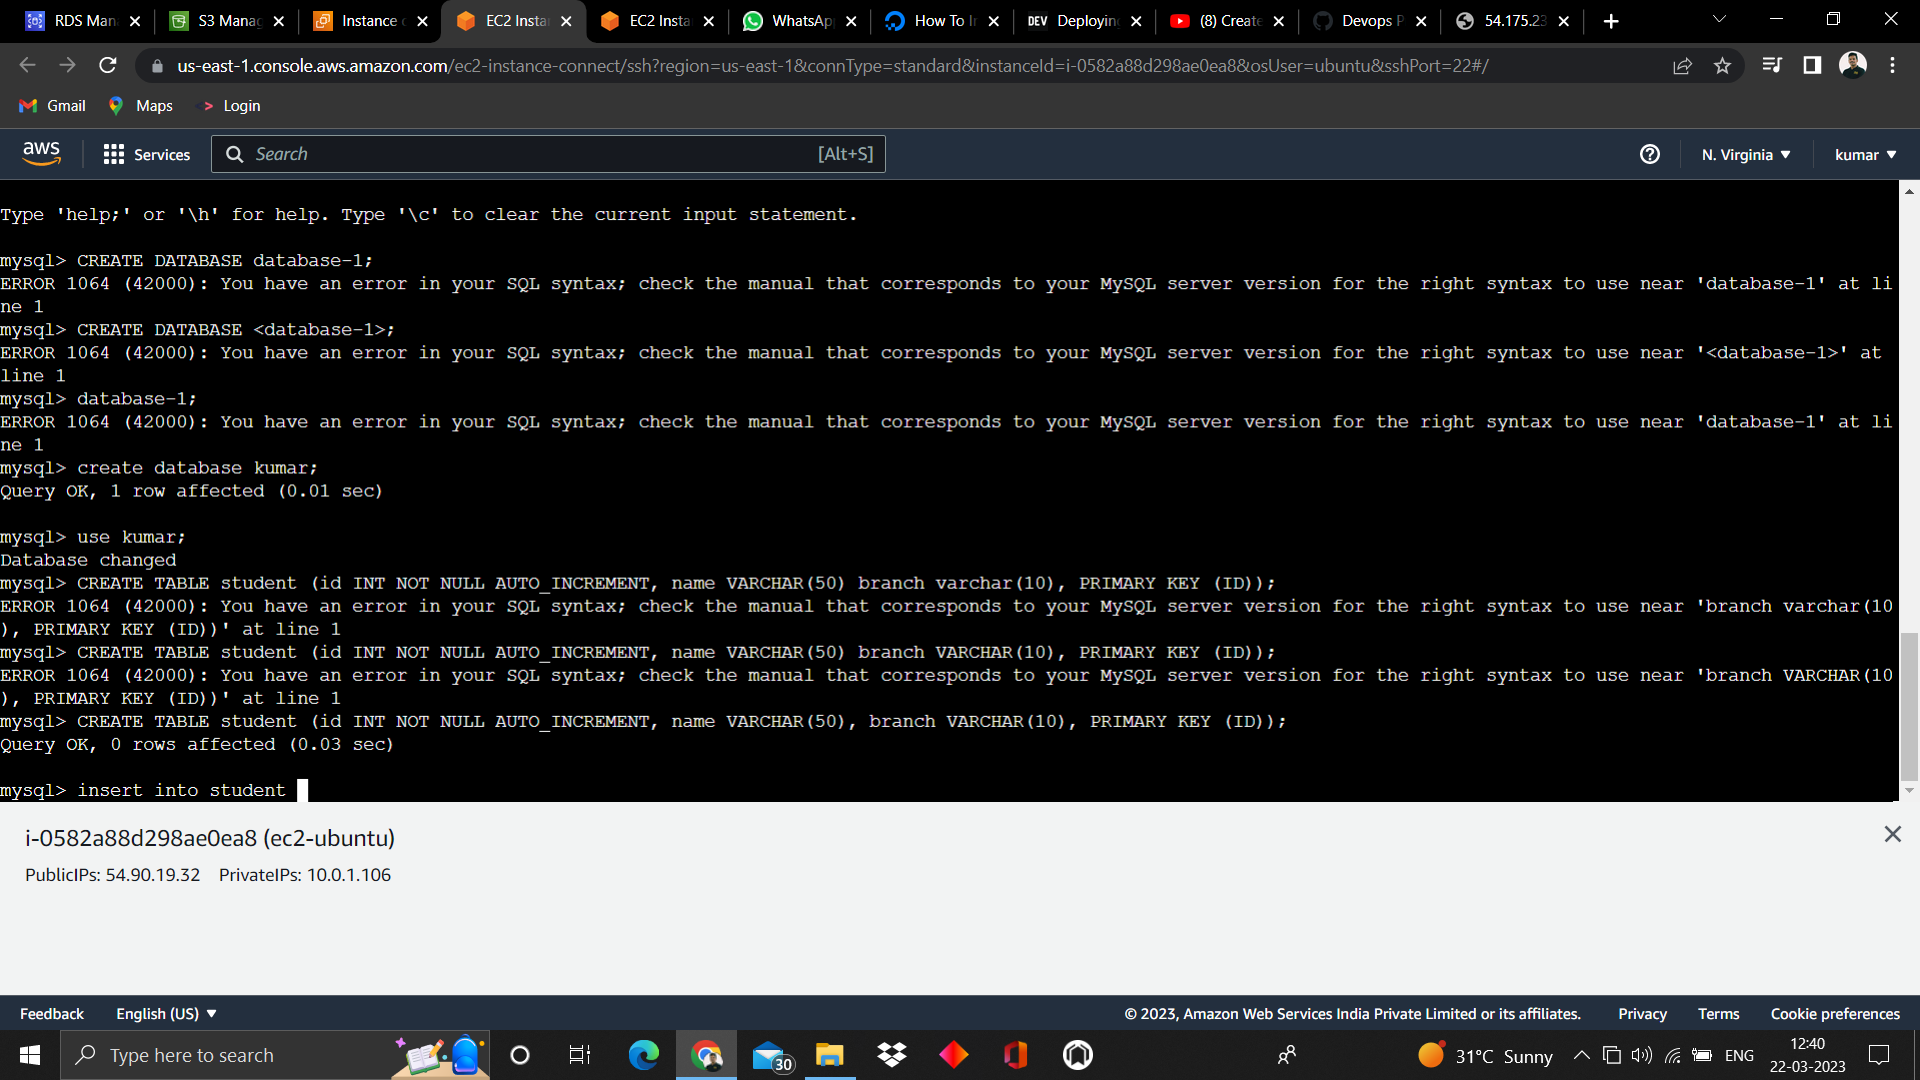 RDS Man
S3 Manag
Instance c
EC2 Insta
EC2 Insta
WhatsApp
How To In
DEV Deployin
(8) Create
Devops P
54.175.23
us-east-1.console.aws.amazon.com/ec2-instance-connect/ssh?region=us-east-1&connType=standard&instanceId=i-0582a88d298ae0ea8&osUser=ubuntu&sshPort=22#/
Gmail Maps Login
aws Services Search [Alt+S] N. Virginia kumar
Type 'help;' or '\h' for help. Type '\c' to clear the current input statement.
mysql> CREATE DATABASE database-1;
ERROR 1064 (42000): You have an error in your SQL syntax; check the manual that corresponds to your MySQL server version for the right syntax to use near 'database-1' at li
ne 1
mysql> CREATE DATABASE <database-1>;
ERROR 1064 (42000): You have an error in your SQL syntax; check the manual that corresponds to your MySQL server version for the right syntax to use near '<database-1>' at
line 1
mysql> database-1;
ERROR 1064 (42000): You have an error in your SQL syntax; check the manual that corresponds to your MySQL server version for the right syntax to use near 'database-1' at li
ne 1
mysql> create database kumar;
Query OK, 1 row affected (0.01 sec)
mysql> use kumar;
Database changed
mysql> CREATE TABLE student (id INT NOT NULL AUTO_INCREMENT, name VARCHAR(50) branch varchar(10), PRIMARY KEY (ID));
ERROR 1064 (42000): You have an error in your SQL syntax; check the manual that corresponds to your MySQL server version for the right syntax to use near 'branch varchar(10
), PRIMARY KEY (ID))' at line 1
mysql> CREATE TABLE student (id INT NOT NULL AUTO_INCREMENT, name VARCHAR(50) branch VARCHAR(10), PRIMARY KEY (ID));
ERROR 1064 (42000): You have an error in your SQL syntax; check the manual that corresponds to your MySQL server version for the right syntax to use near 'branch VARCHAR(10
), PRIMARY KEY (ID))' at line 1
mysql> CREATE TABLE student (id INT NOT NULL AUTO_INCREMENT, name VARCHAR(50), branch VARCHAR(10), PRIMARY KEY (ID));
Query OK, 0 rows affected (0.03 sec)
mysql> insert into student
i-0582a88d298ae0ea8 (ec2-ubuntu)
PublicIPs: 54.90.19.32 PrivateIPs: 10.0.1.106
Feedback English (US) © 2023, Amazon Web Services India Private Limited or its affiliates. Privacy Terms Cookie preferences
Type here to search 30 31°C Sunny ENG
12:40
22-03-2023